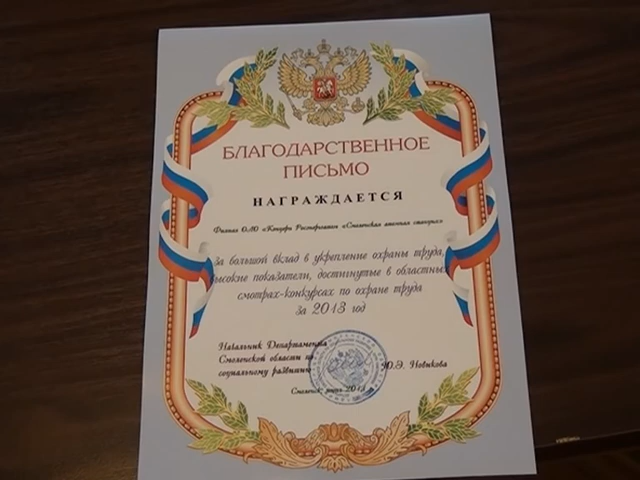 БЛАГОДАРСТВЕННОЕ
ПИСЬМО
НАГРАЖДАЕТСЯ
Филиал ОАО «Концерн Росэнергоатом «Смоленская атомная станция»
за большой вклад в укрепление охраны труда,
высокие показатели, достигнутые в областных
смотрах-конкурсах по охране труда
за 2013 год
Начальник Департамента
Смоленской области по
социальному развитию
Ю.Э. Новикова
Смоленск,